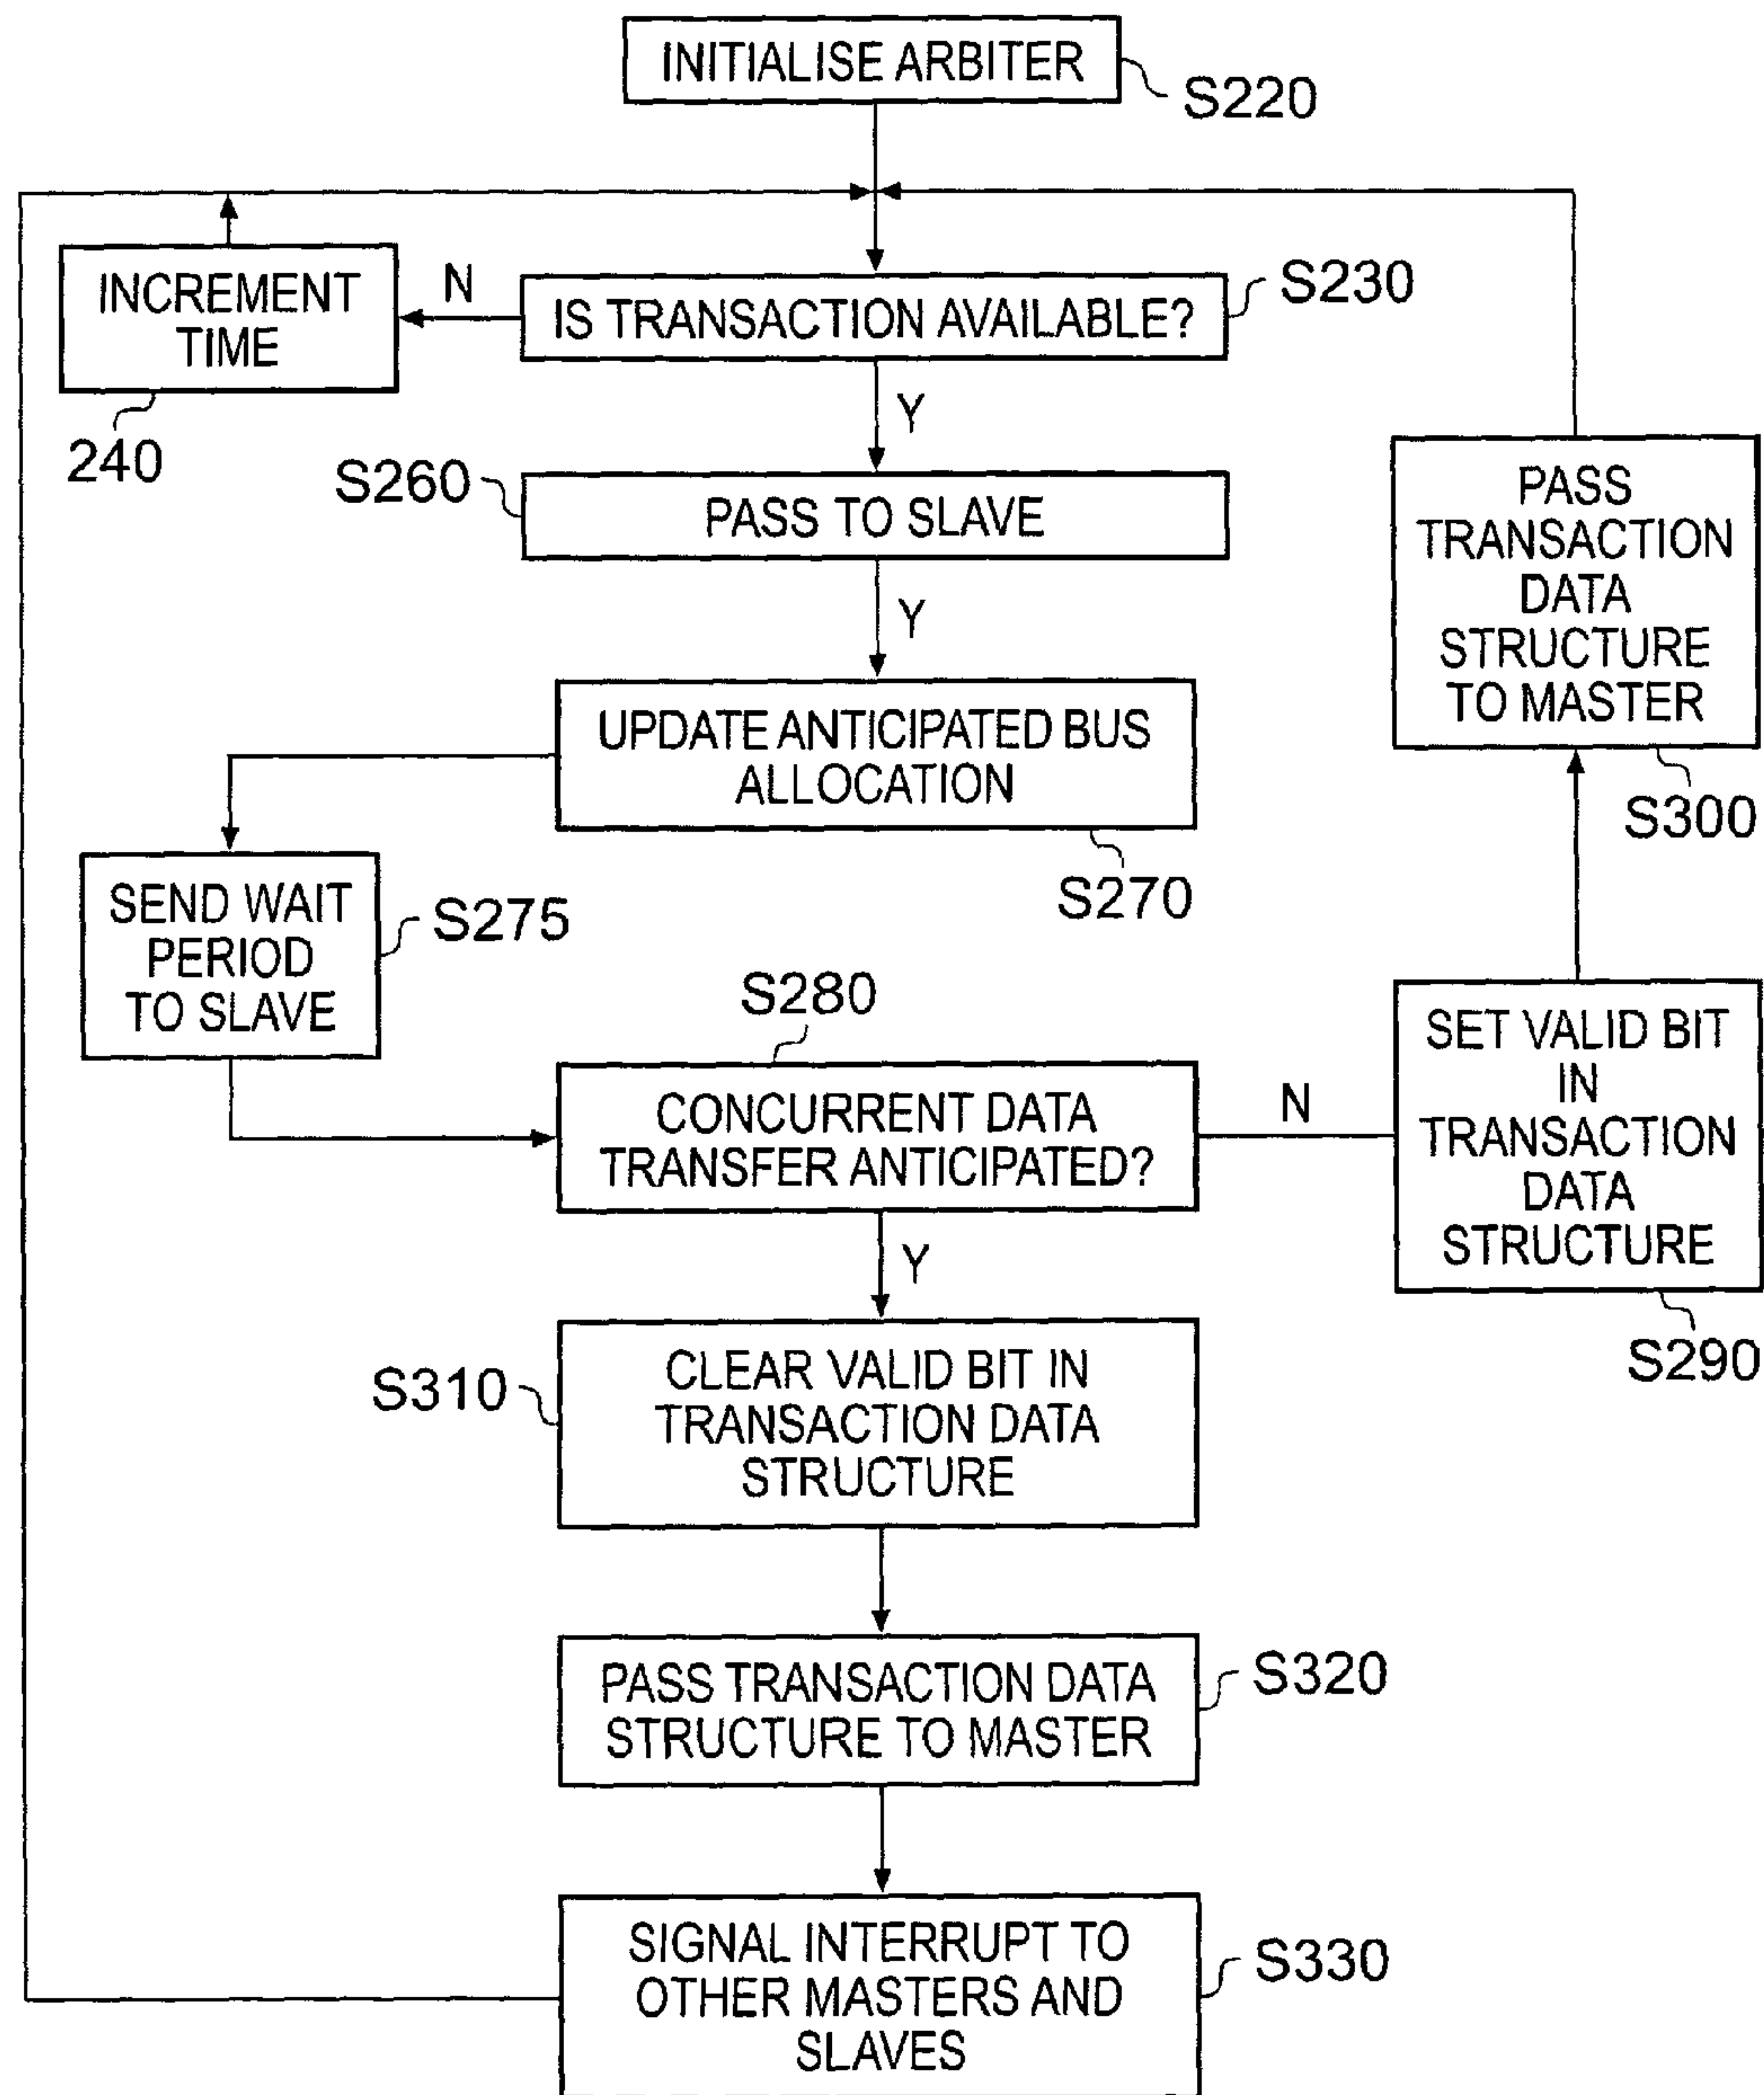 INITIALISE ARBITER
S220
INCREMENT
TIME
240
N
IS TRANSACTION AVAILABLE?
S230
Y
S260
PASS TO SLAVE
Y
UPDATE ANTICIPATED BUS
ALLOCATION
S270
SEND WAIT
PERIOD
TO SLAVE
S275
S280
CONCURRENT DATA
TRANSFER ANTICIPATED?
N
SET VALID BIT
IN
TRANSACTION
DATA
STRUCTURE
S290
PASS
TRANSACTION
DATA
STRUCTURE
TO MASTER
S300
Y
S310
CLEAR VALID BIT IN
TRANSACTION DATA
STRUCTURE
PASS TRANSACTION DATA
STRUCTURE TO MASTER
S320
SIGNAL INTERRUPT TO
OTHER MASTERS AND
SLAVES
S330